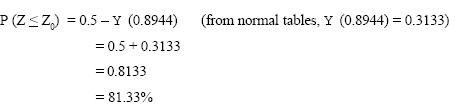 P (Z ≤ Z₀) = 0.5 – Y (0.8944) (from normal tables, Y (0.8944) = 0.3133)
= 0.5 + 0.3133
= 0.8133
= 81.33%